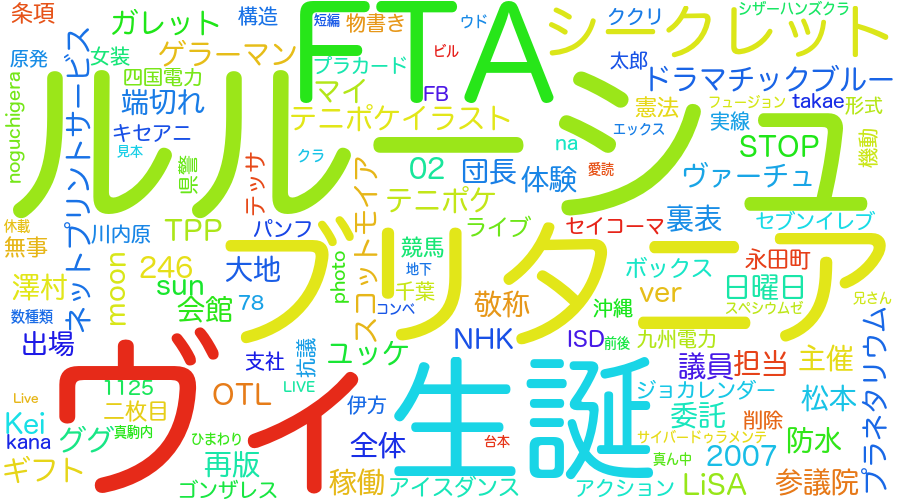 条項
ガレット
構造
短編
物書き
ウド
ククリ
シザーハンズクラ
FTA
シークレット
原発
女装
ゲラーマン
プラカード
ビル
太郎
四国電力
マイ
FB
ドラマチックブルー
noguchigera
ネットプリントサービス
端切れ
テニポケイラスト
憲法
フュージョン
takae
形式
キセアニ
エックス
実線
ルルーシュ
見本
県警
テッサ
クラ
02
団長
体験
na
愛読
STOP
機動
ヴァーチュ
テニポケ
休載
無事
川内原
TPP
パンフ
スコットモイア
ライブ
セイコーマ
裏表
セブンイレブ
moon
246
sun
大地
photo
競馬
地下
ブリタニア
ボックス
永田町
澤村
会館
78
千葉
コンベ
敬称
沖縄
ver
日曜日
スペシウムゼ
兄さん
数種類
出場
支社
抗議
ユッケ
NHK
ISD
前後
九州電力
議員
担当
主催
プラネタリウム
ヴィ
生誕
1125
OTL
LIVE
ジョカレンダー
松本
Live
二枚目
伊方
委託
削除
Kei
kana
ググ
真駒内
ひまわり
全体
台本
サイバードゥラメンテ
防水
ギフト
再版
真ん中
2007
ゴンザレス
稼働
アイスダンス
アクション
LiSA
参議院